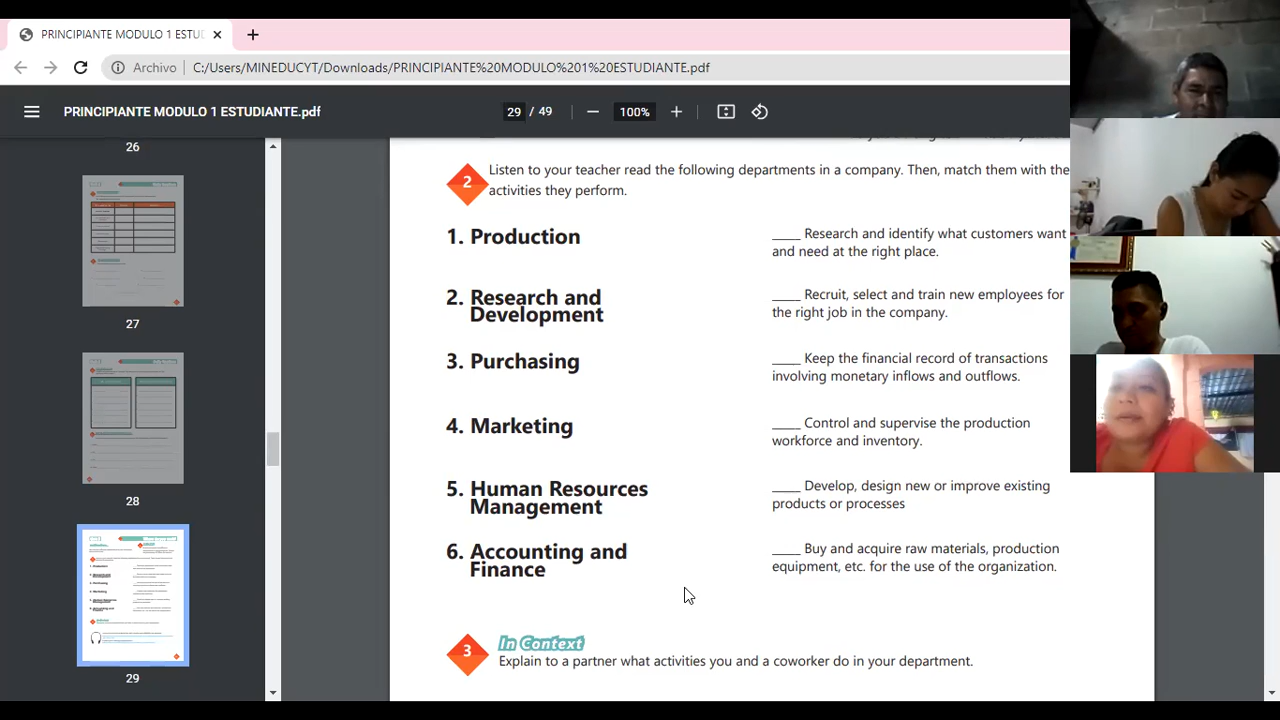 PRINCIPIANTE MODULO 1 ESTU
Archivo
C:/Users/MINEDUCYT/Downloads/PRINCIPIANTE%20MODULO%201%20ESTUDIANTE.pdf
PRINCIPIANTE MODULO 1 ESTUDIANTE.pdf
29 / 49
100%
26
27
28
29
2
Listen to your teacher read the following departments in a company. Then, match them with the
activities they perform.
1. Production
____ Research and identify what customers want
and need at the right place.
2. Research and
Development
____ Recruit, select and train new employees for
the right job in the company.
3. Purchasing
____ Keep the financial record of transactions
involving monetary inflows and outflows.
4. Marketing
____ Control and supervise the production
workforce and inventory.
5. Human Resources
Management
____ Develop, design new or improve existing
products or processes
6. Accounting and
Finance
____ Buy and acquire raw materials, production
equipment, etc. for the use of the organization.
3
In Context
Explain to a partner what activities you and a coworker do in your department.